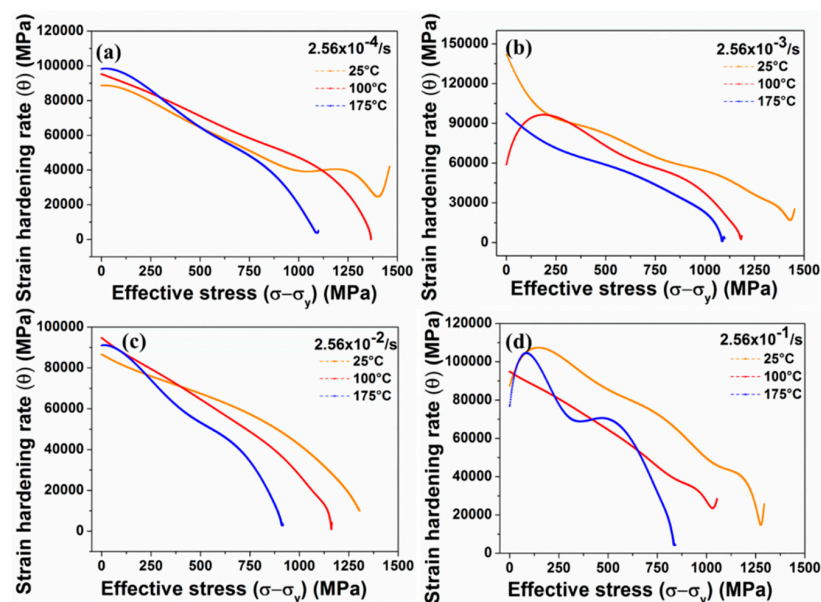 (a)
2.56x10⁻⁴/s
25°C
100°C
175°C
Strain hardening rate (θ) (MPa)
120000
100000
80000
60000
40000
20000
0
0 250 500 750 1000 1250 1500
Effective stress (σ−σy) (MPa)
(b)
2.56x10⁻³/s
25°C
100°C
175°C
Strain hardening rate (θ) (MPa)
150000
120000
90000
60000
30000
0
0 250 500 750 1000 1250 1500
Effective stress (σ−σy) (MPa)
(c)
2.56x10⁻²/s
25°C
100°C
175°C
Strain hardening rate (θ) (MPa)
100000
80000
60000
40000
20000
0
0 250 500 750 1000 1250 1500
Effective stress (σ−σy) (MPa)
(d)
2.56x10⁻¹/s
25°C
100°C
175°C
Strain hardening rate (θ) (MPa)
120000
100000
80000
60000
40000
20000
0
0 250 500 750 1000 1250 1500
Effective stress (σ−σy) (MPa)